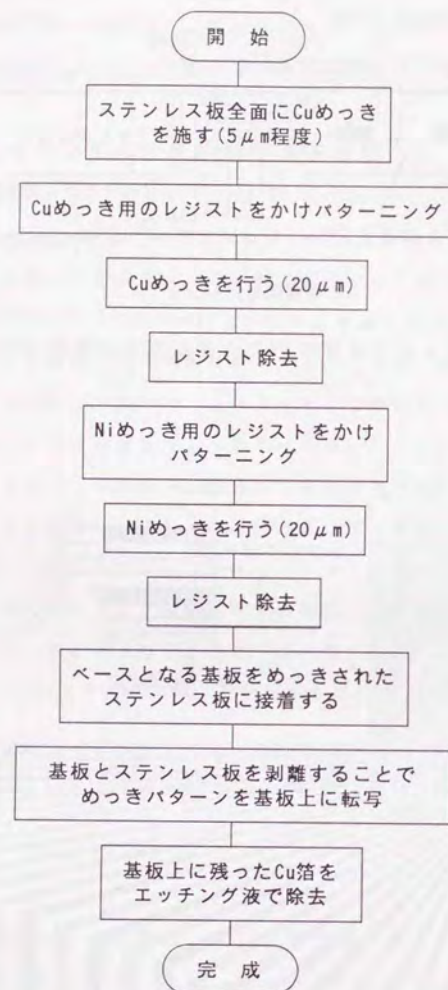 開 始
ステンレス板全面にCuめっき
を施す(5μm程度)
Cuめっき用のレジストをかけパターニング
Cuめっきを行う(20μm)
レジスト除去
Niめっき用のレジストをかけ
パターニング
Niめっきを行う(20μm)
レジスト除去
ベースとなる基板をめっきされた
ステンレス板に接着する
基板とステンレス板を剥離することで
めっきパターンを基板上に転写
基板上に残ったCu箔を
エッチング液で除去
完 成